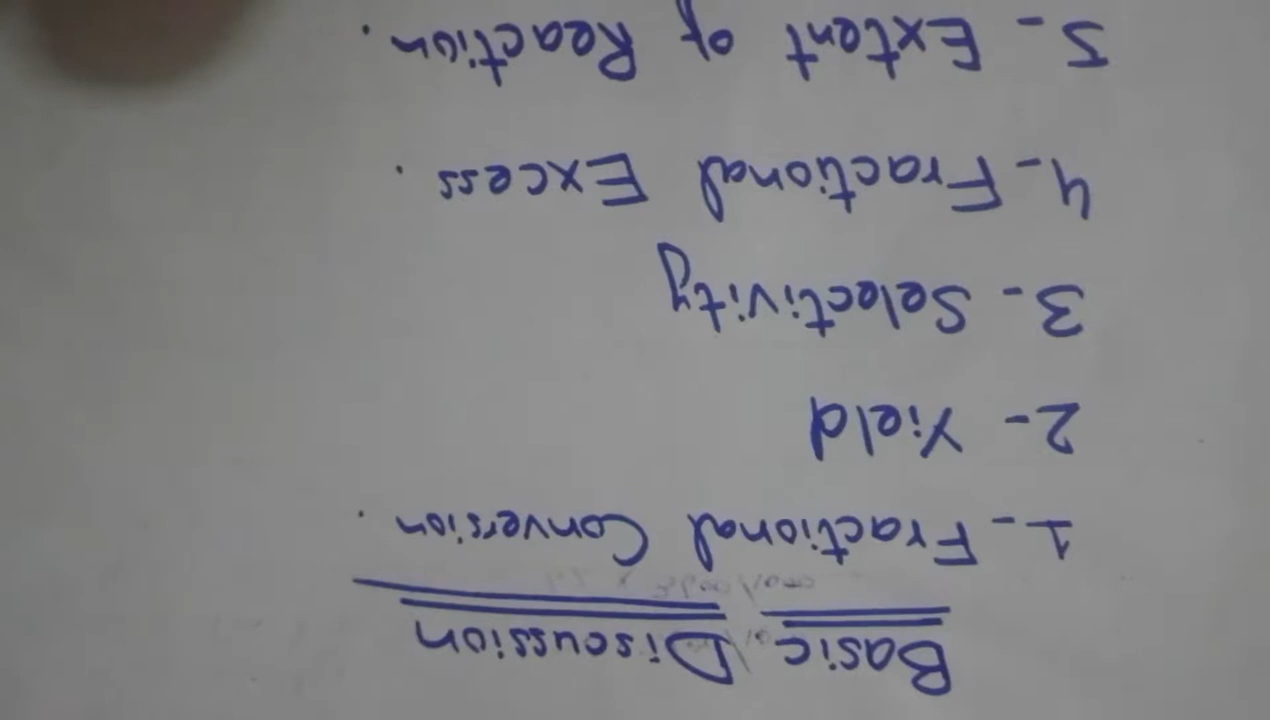 Basic Discussion
1- Fractional Conversion.
2- Yield
3- Selectivity
4- Fractional Excess.
5- Extent of Reaction.